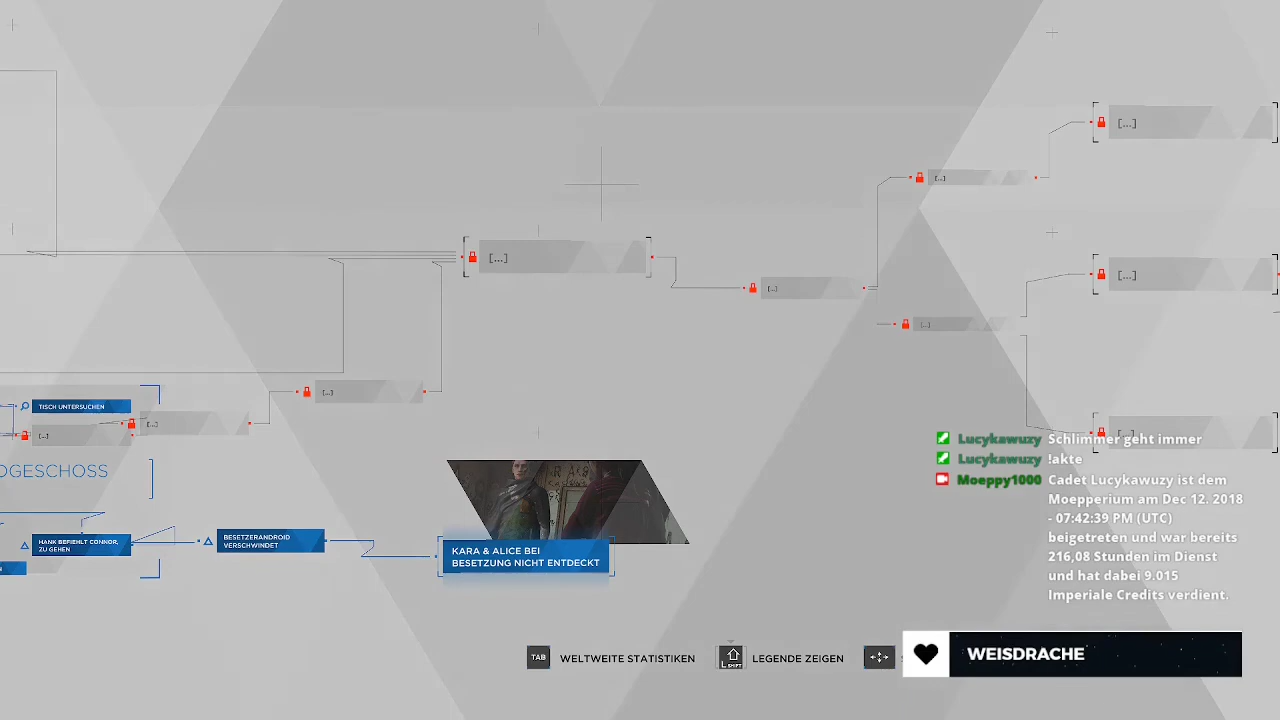 [...]
[...]
[...]
[...]
[...]
[...]
[...]
TISCH UNTERSUCHEN
[...]
[...]
DGESCHOSS
HANK BEFIEHLT CONNOR,
ZU GEHEN
BESETZERANDROID
VERSCHWINDET
KARA & ALICE BEI
BESETZUNG NICHT ENTDECKT
Lucykawuzy Schlimmer geht immer
Lucykawuzy !akte
Moeppy1000 Cadet Lucykawuzy ist dem
Moepperium am Dec 12. 2018
- 07:42:39 PM (UTC)
beigetreten und war bereits
216,08 Stunden im Dienst
und hat dabei 9.015
Imperiale Credits verdient.
TAB WELTWEITE STATISTIKEN
L SHIFT LEGENDE ZEIGEN
WEISDRACHE